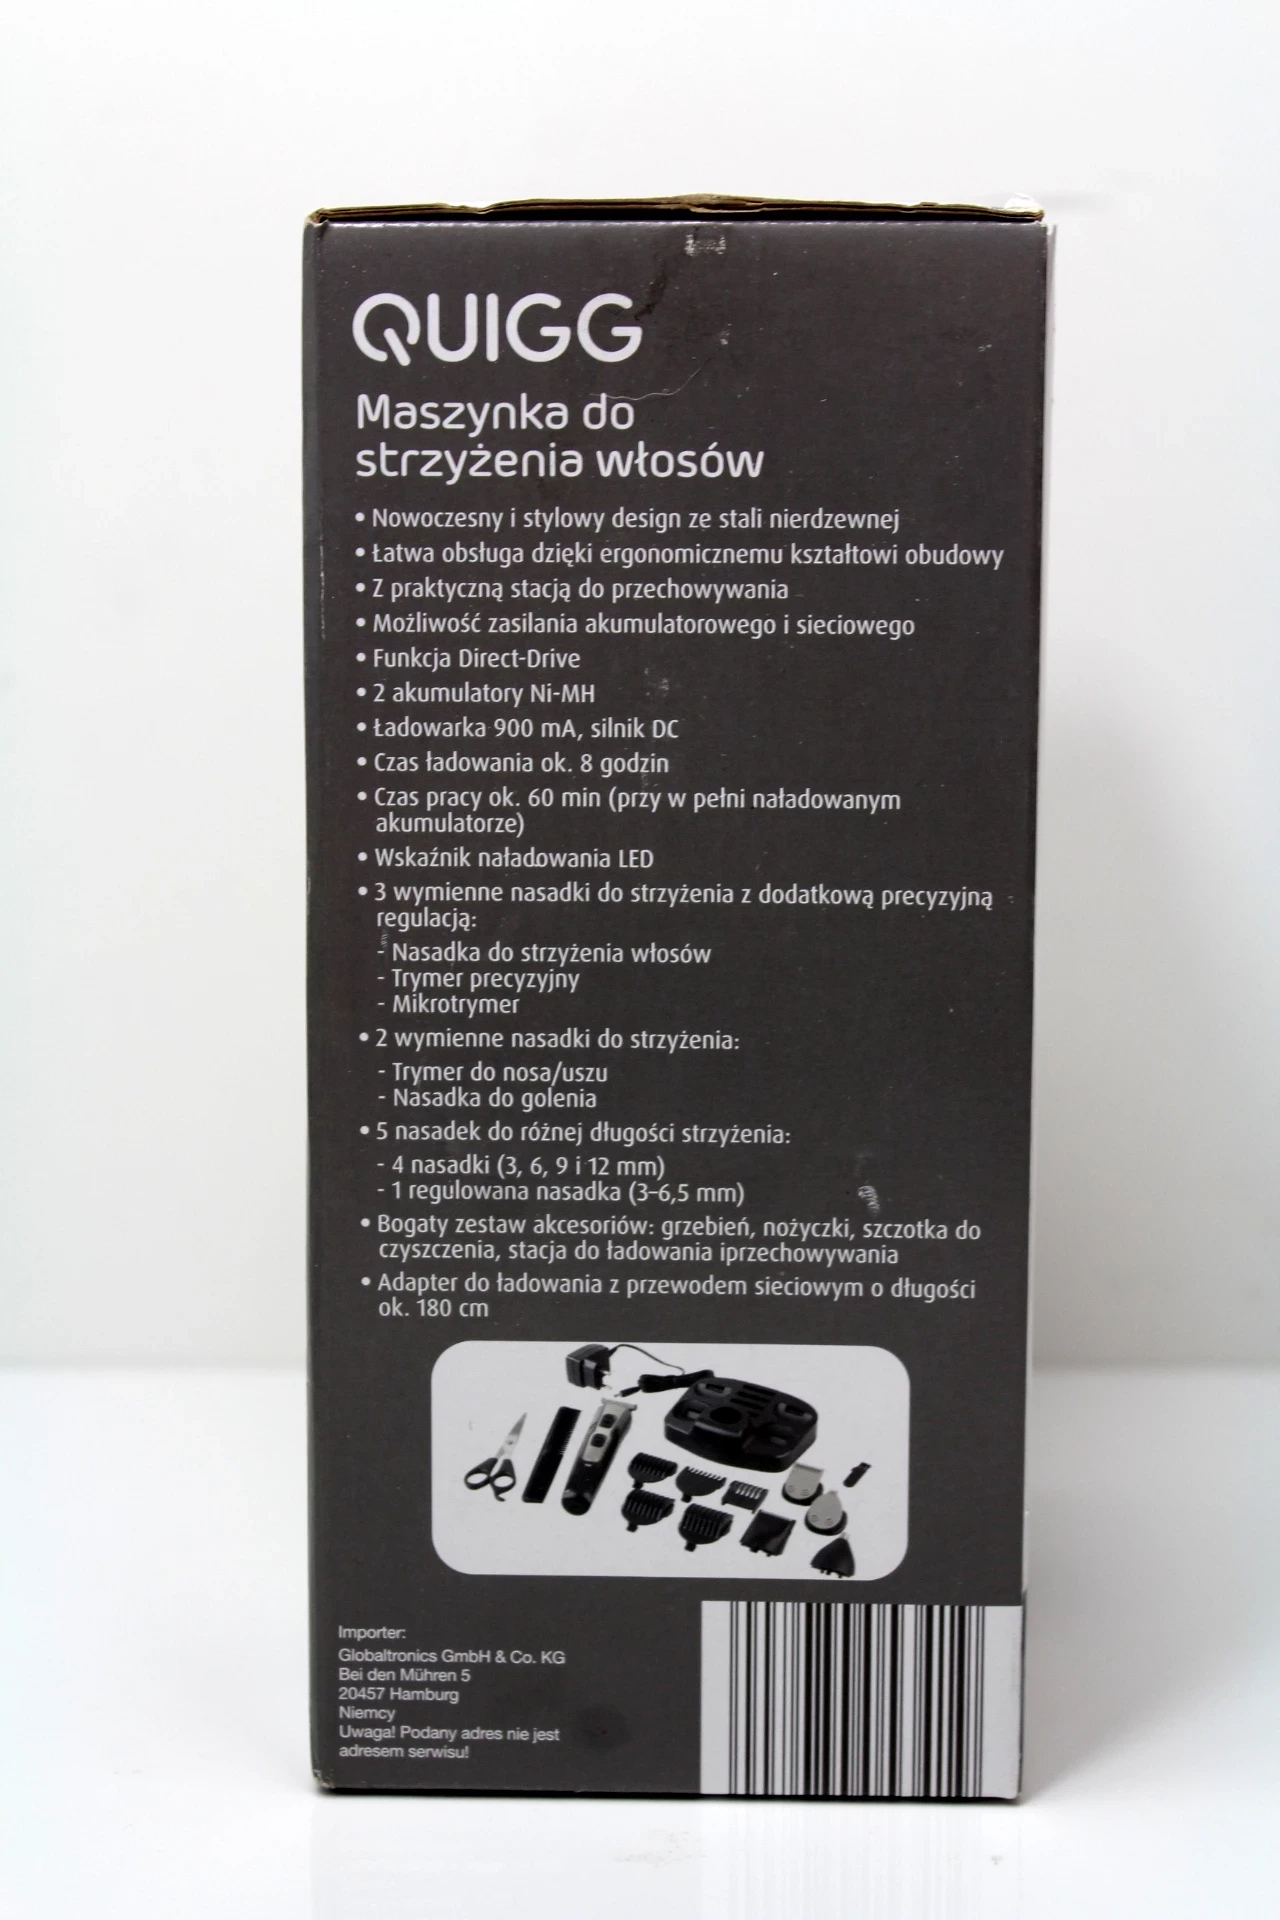 QUIGG
Maszynka do
strzyżenia włosów
• Nowoczesny i stylowy design ze stali nierdzewnej
• Łatwa obsługa dzięki ergonomicznemu kształtowi obudowy
• Z praktyczną stacją do przechowywania
• Możliwość zasilania akumulatorowego i sieciowego
• Funkcja Direct-Drive
• 2 akumulatory Ni-MH
• Ładowarka 900 mA, silnik DC
• Czas ładowania ok. 8 godzin
• Czas pracy ok. 60 min (przy w pełni naładowanym
akumulatorze)
• Wskaźnik naładowania LED
• 3 wymienne nasadki do strzyżenia z dodatkową precyzyjną
regulacją:
- Nasadka do strzyżenia włosów
- Trymer precyzyjny
- Mikrotrymer
• 2 wymienne nasadki do strzyżenia:
- Trymer do nosa/uszu
- Nasadka do golenia
• 5 nasadek do różnej długości strzyżenia:
- 4 nasadki (3, 6, 9 i 12 mm)
- 1 regulowana nasadka (3-6,5 mm)
• Bogaty zestaw akcesoriów: grzebień, nożyczki, szczotka do
czyszczenia, stacja do ładowania iprzechowywania
• Adapter do ładowania z przewodem sieciowym o długości
ok. 180 cm
Importer:
Globaltronics GmbH & Co. KG
Bei den Mühren 5
20457 Hamburg
Niemcy
Uwaga! Podany adres nie jest
adresem serwisu!